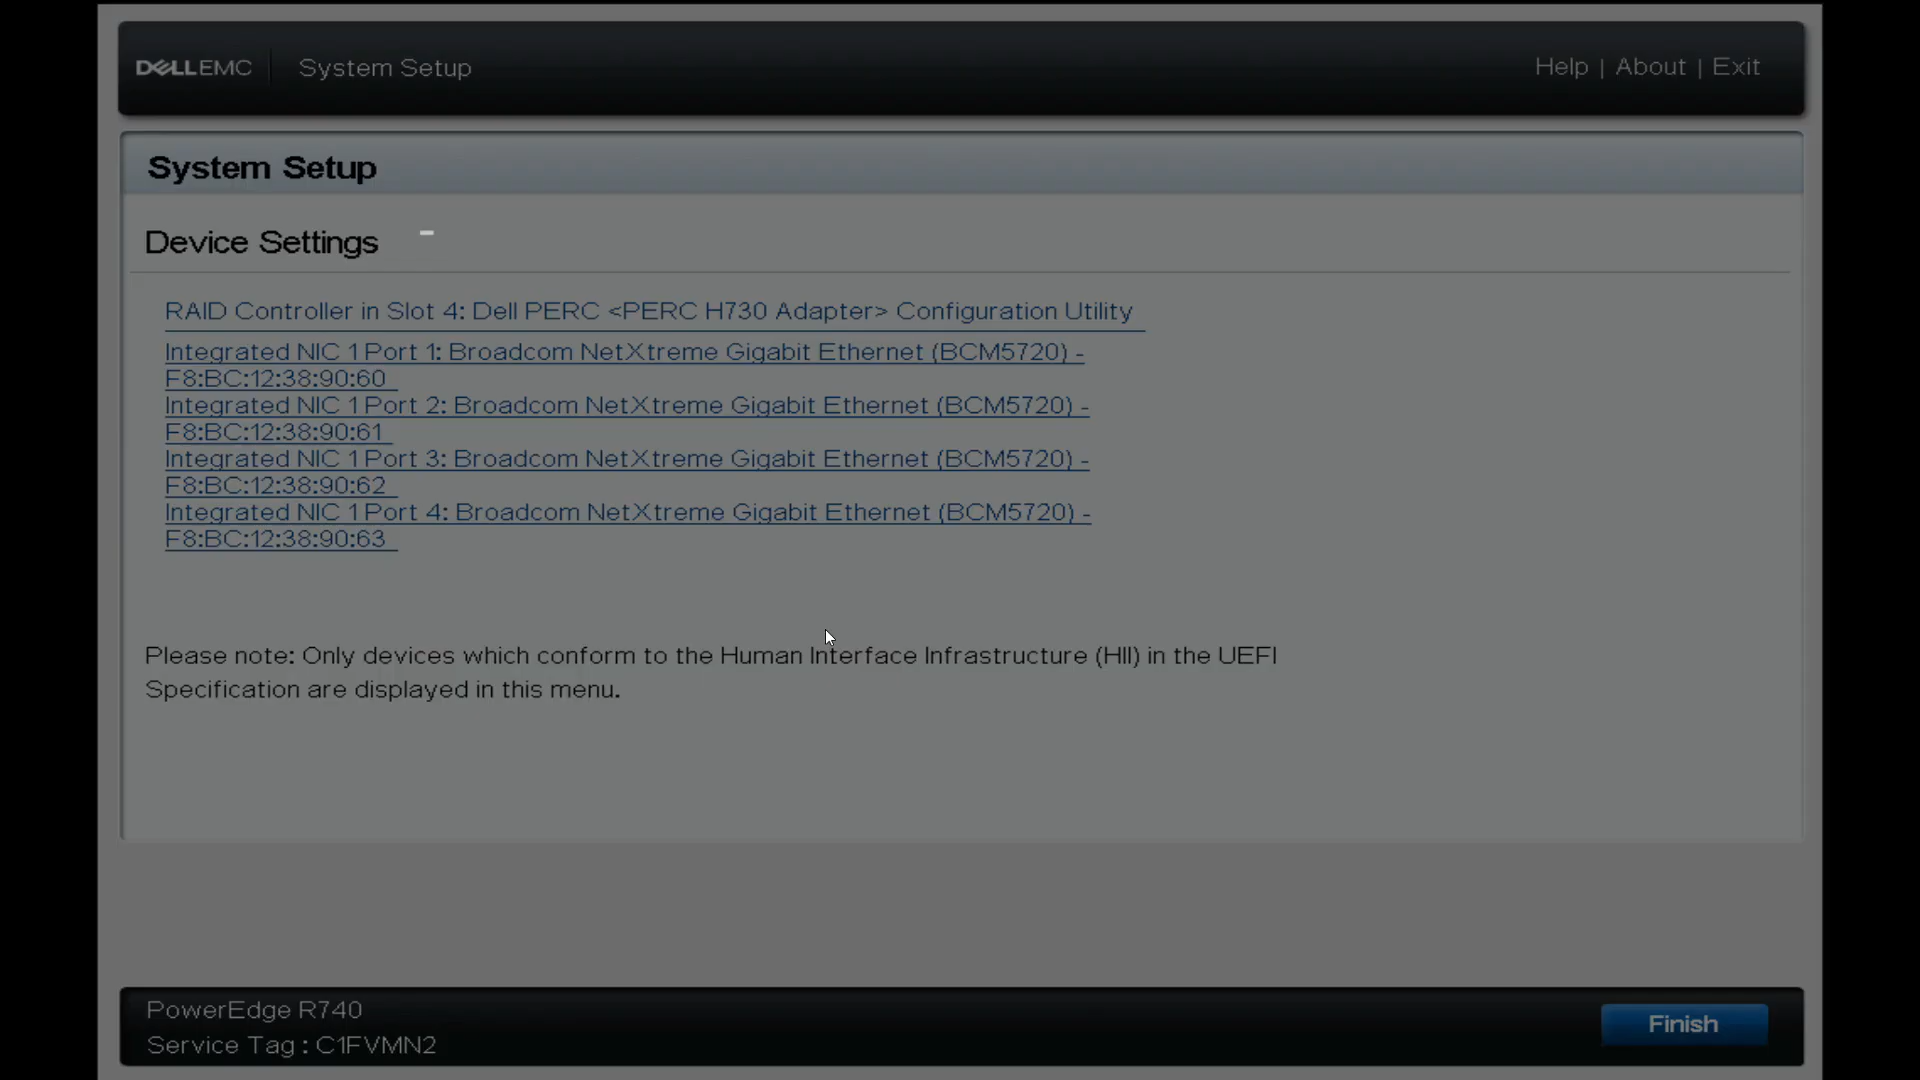 DELLEMC System Setup Help | About | Exit
System Setup
Device Settings
RAID Controller in Slot 4: Dell PERC <PERC H730 Adapter> Configuration Utility
Integrated NIC 1 Port 1: Broadcom NetXtreme Gigabit Ethernet (BCM5720) -
F8:BC:12:38:90:60
Integrated NIC 1 Port 2: Broadcom NetXtreme Gigabit Ethernet (BCM5720) -
F8:BC:12:38:90:61
Integrated NIC 1 Port 3: Broadcom NetXtreme Gigabit Ethernet (BCM5720) -
F8:BC:12:38:90:62
Integrated NIC 1 Port 4: Broadcom NetXtreme Gigabit Ethernet (BCM5720) -
F8:BC:12:38:90:63
Please note: Only devices which conform to the Human Interface Infrastructure (HII) in the UEFI
Specification are displayed in this menu.
PowerEdge R740
Service Tag : C1FVMN2
Finish